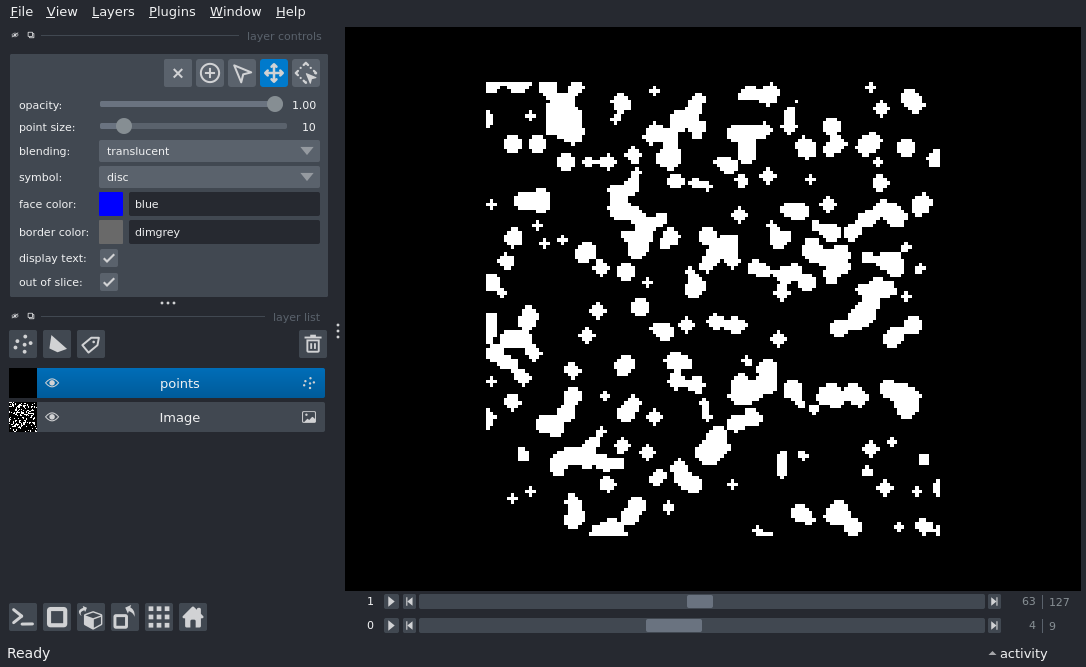 File View Layers Plugins Window Help
layer controls
opacity: 1.00
point size: 10
blending: translucent
symbol: disc
face color: blue
border color: dimgrey
display text:
out of slice:
layer list
points
Image
1 63 | 127
0 4 | 9
Ready activity